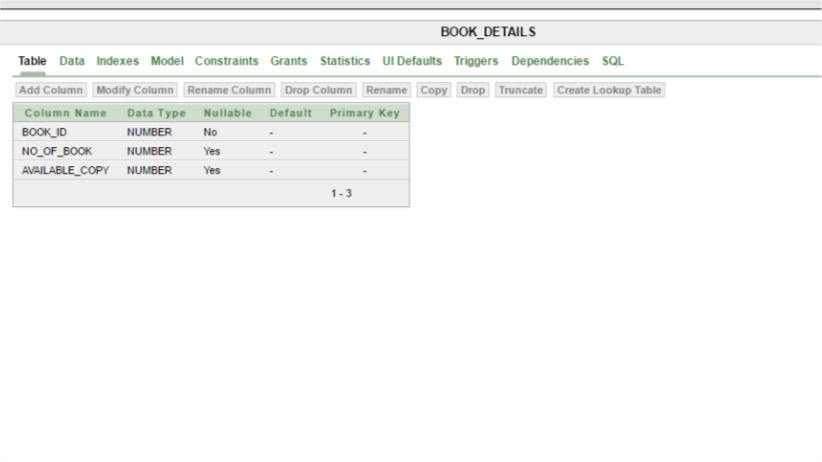 BOOK_DETAILS
Table Data Indexes Model Constraints Grants Statistics UI Defaults Triggers Dependencies SQL
Add Column Modify Column Rename Column Drop Column Rename Copy Drop Truncate Create Lookup Table
Column Name Data Type Nullable Default Primary Key
BOOK_ID NUMBER No - -
NO_OF_BOOK NUMBER Yes - -
AVAILABLE_COPY NUMBER Yes - -
1 - 3